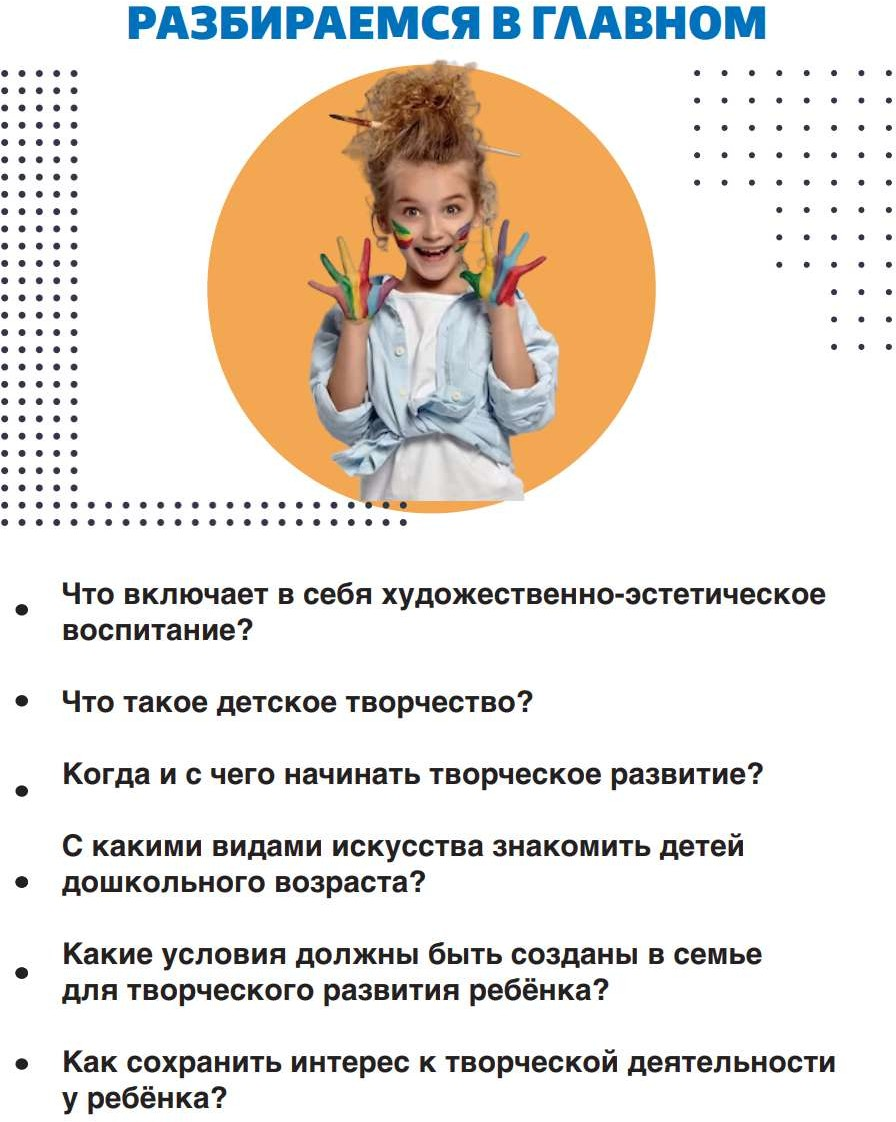 РАЗБИРАЕМСЯ В ГЛАВНОМ
• Что включает в себя художественно-эстетическое
воспитание?
• Что такое детское творчество?
• Когда и с чего начинать творческое развитие?
С какими видами искусства знакомить детей
• дошкольного возраста?
• Какие условия должны быть созданы в семье
для творческого развития ребёнка?
• Как сохранить интерес к творческой деятельности
у ребёнка?